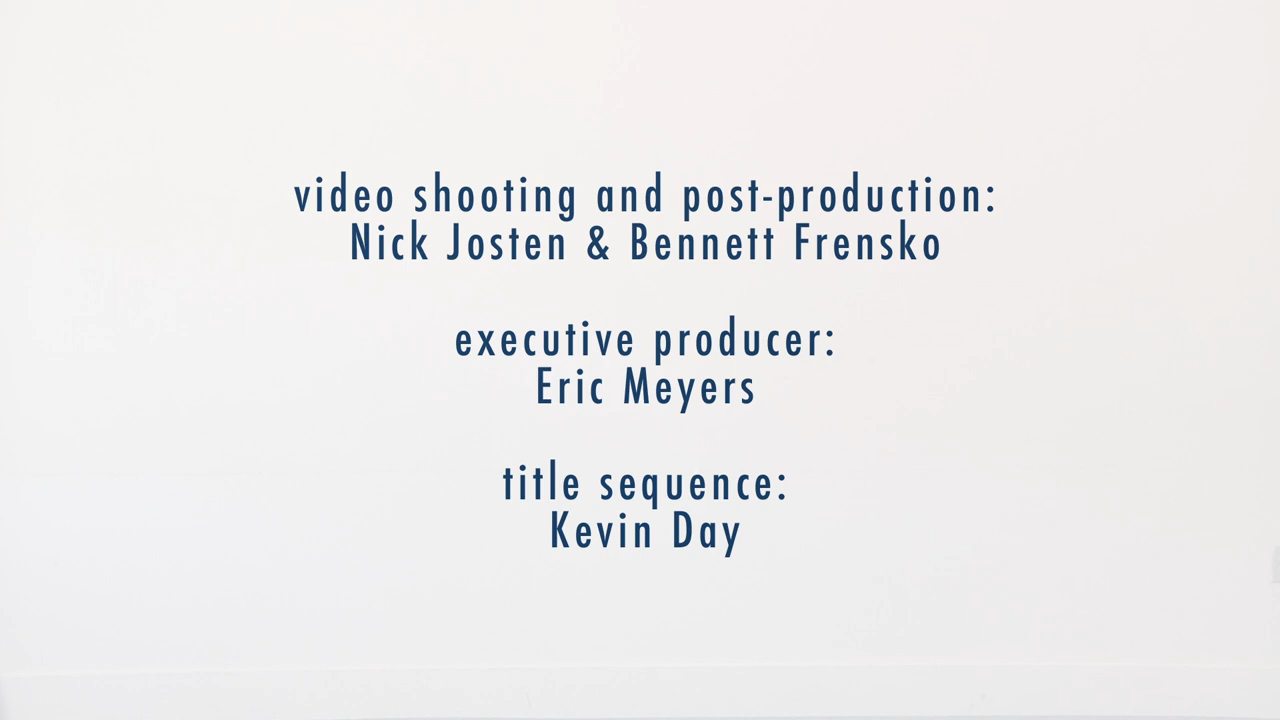 video shooting and post-production:
Nick Josten & Bennett Frensko
executive producer:
Eric Meyers
title sequence:
Kevin Day